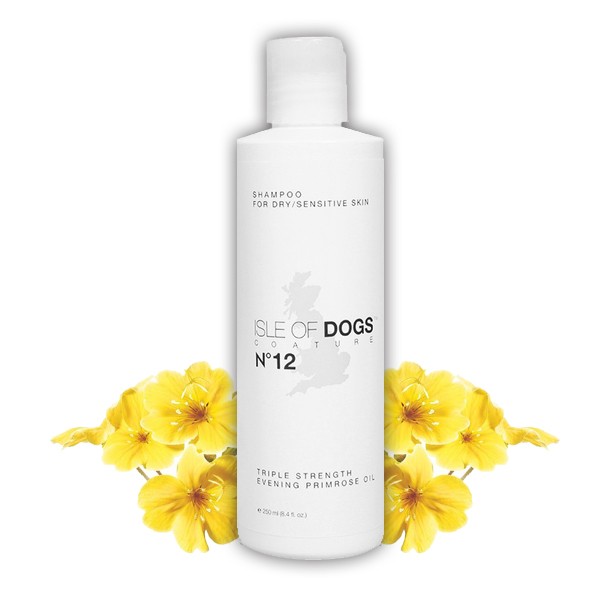 SHAMPOO
FOR DRY/SENSITIVE SKIN
ISLE OF DOGS™
COATURE
N°12
TRIPLE STRENGTH
EVENING PRIMROSE OIL
e 250 ml (8.4 fl. oz.)